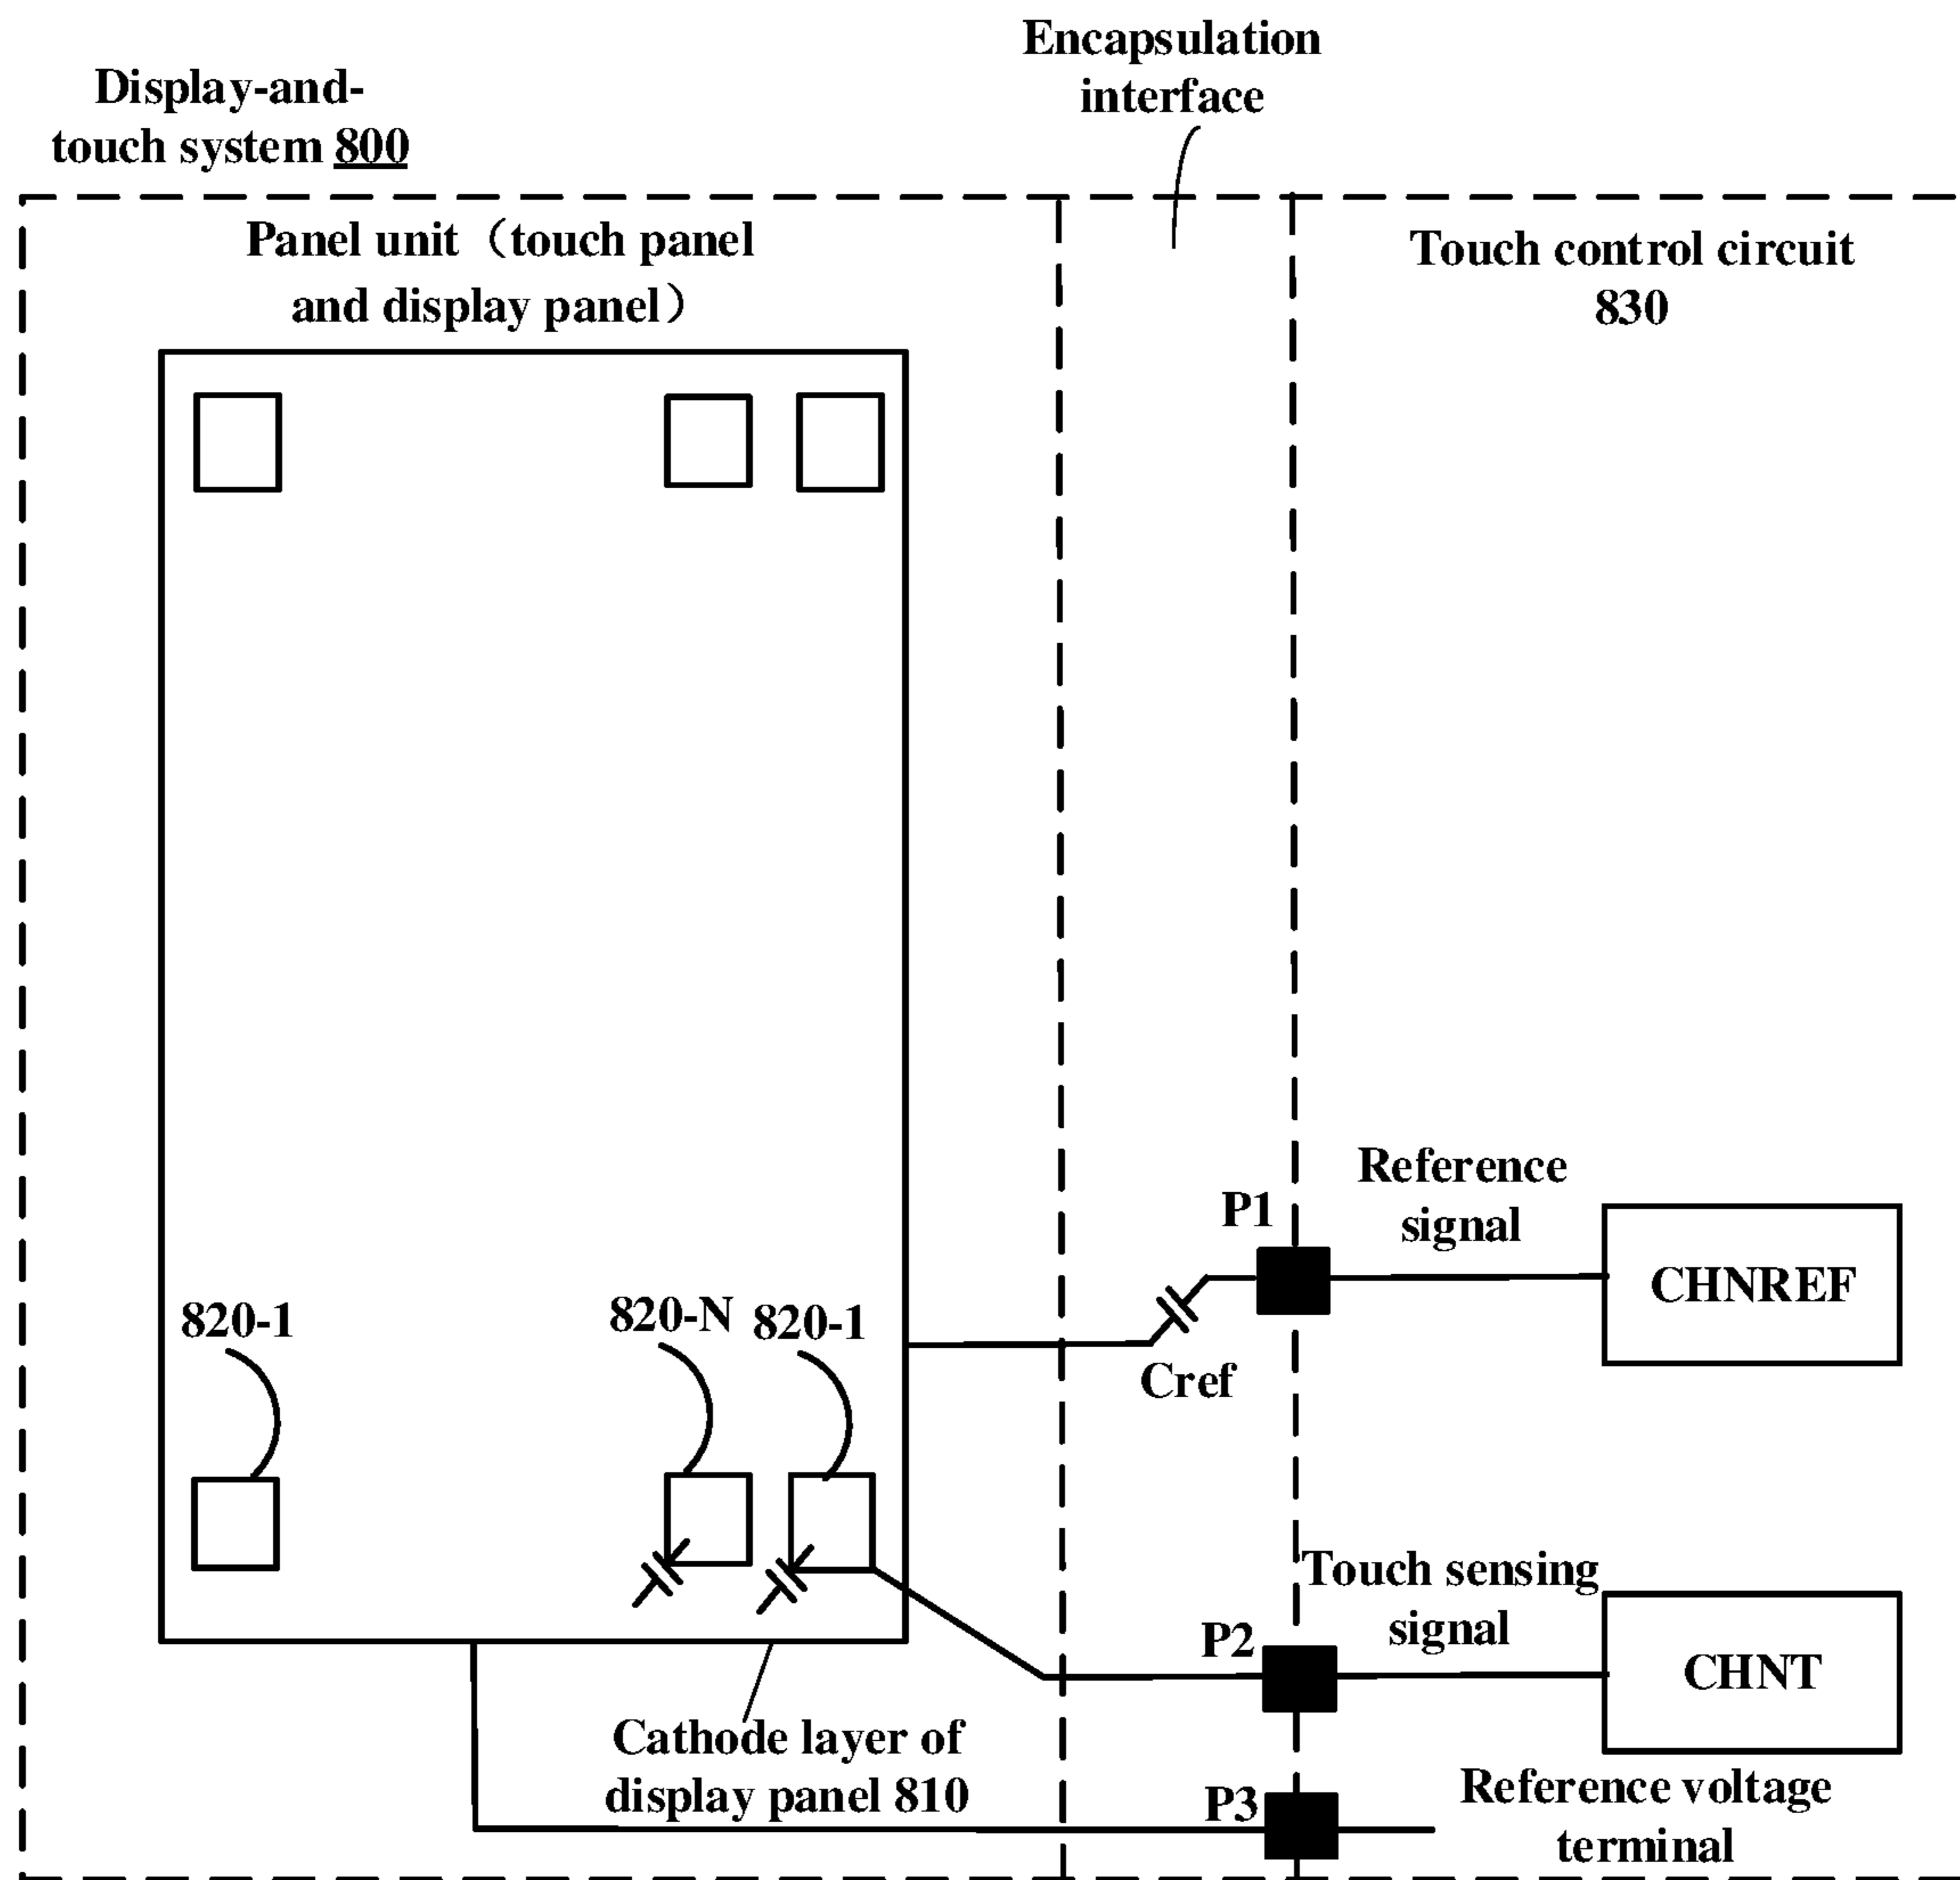 Encapsulation
interface
Display-and-
touch system 800
Panel unit（touch panel
and display panel）
Touch control circuit
830
Reference
signal
P1
CHNREF
820-1
820-N
820-1
Cref
Touch sensing
signal
P2
CHNT
Cathode layer of
display panel 810
P3
Reference voltage
terminal